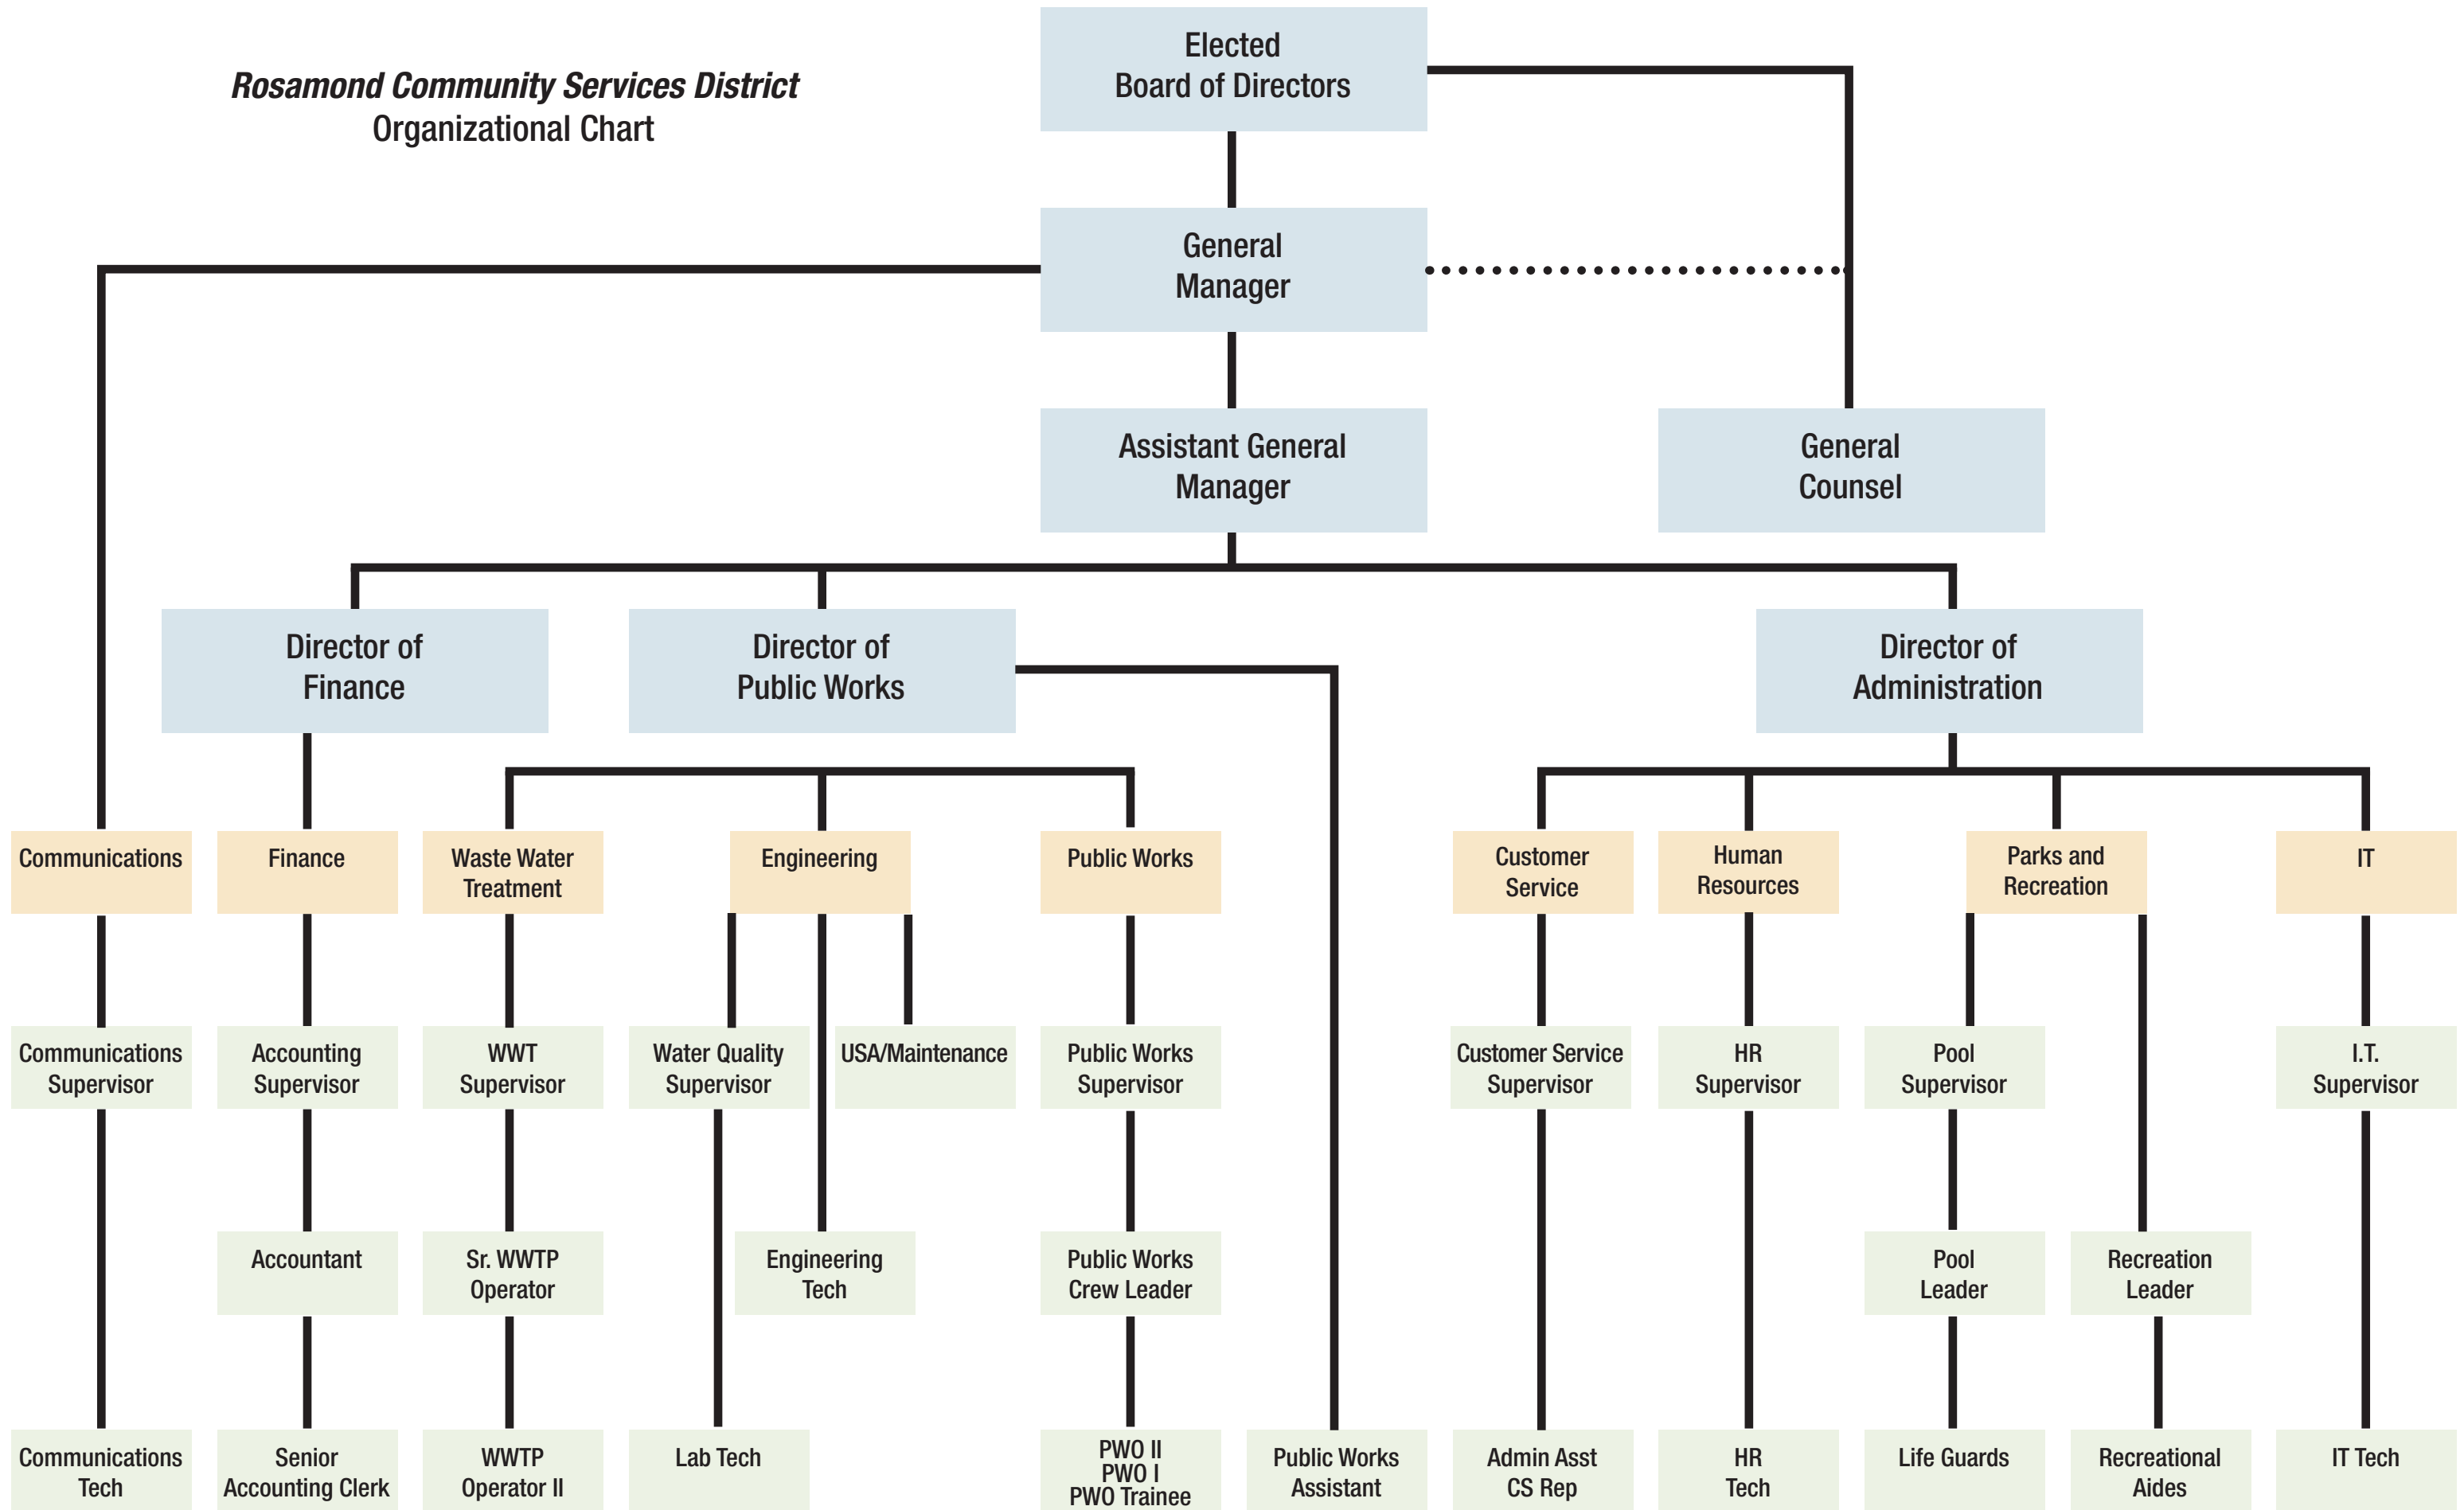 Rosamond Community Services District
Organizational Chart
Elected
Board of Directors
General
Manager
Assistant General
Manager
General
Counsel
Director of
Finance
Director of
Public Works
Director of
Administration
Communications
Finance
Waste Water
Treatment
Engineering
Public Works
Customer
Service
Human
Resources
Parks and
Recreation
IT
Communications
Supervisor
Accounting
Supervisor
WWT
Supervisor
Water Quality
Supervisor
USA/Maintenance
Public Works
Supervisor
Customer Service
Supervisor
HR
Supervisor
Pool
Supervisor
I.T.
Supervisor
Accountant
Sr. WWTP
Operator
Engineering
Tech
Public Works
Crew Leader
Pool
Leader
Recreation
Leader
Communications
Tech
Senior
Accounting Clerk
WWTP
Operator II
Lab Tech
PWO II
PWO I
PWO Trainee
Public Works
Assistant
Admin Asst
CS Rep
HR
Tech
Life Guards
Recreational
Aides
IT Tech